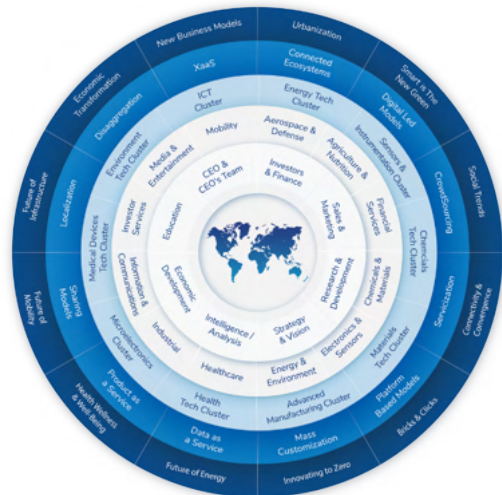 New Business Models
Urbanization
Smart is The
New Green
Social Trends
Connectivity &
Convergence
Bricks & Clicks
Innovating to Zero
Future of Energy
Health Wellness
& Well-Being
Future of
Mobility
Future of
Infrastructure
Economic
Transformation
XaaS
Connected
Ecosystems
Digital Led
Models
CrowdSourcing
Servicization
Platform
Based Models
Mass
Customization
Data as
a Service
Product as
a Service
Sharing
Models
Localization
Disaggregation
ICT
Cluster
Energy Tech
Cluster
Sensors &
Instrumentation Cluster
Chemcials
Tech Cluster
Materials
Tech Cluster
Advanced
Manufacturing Cluster
Health
Tech Cluster
Microelectronics
Cluster
Medical Devices
Tech Cluster
Environment
Tech Cluster
Mobility
Aerospace &
Defense
Agriculture &
Nutrition
Financial
Services
Chemicals &
Materials
Electronics &
Sensors
Energy &
Environment
Healthcare
Industrial
Information &
Communications
Investor
Services
Media &
Entertainment
Education
CEO &
CEO's Team
Investors
& Finance
Sales &
Marketing
Research &
Development
Strategy
& Vision
Intelligence /
Analysis
Economic
Development